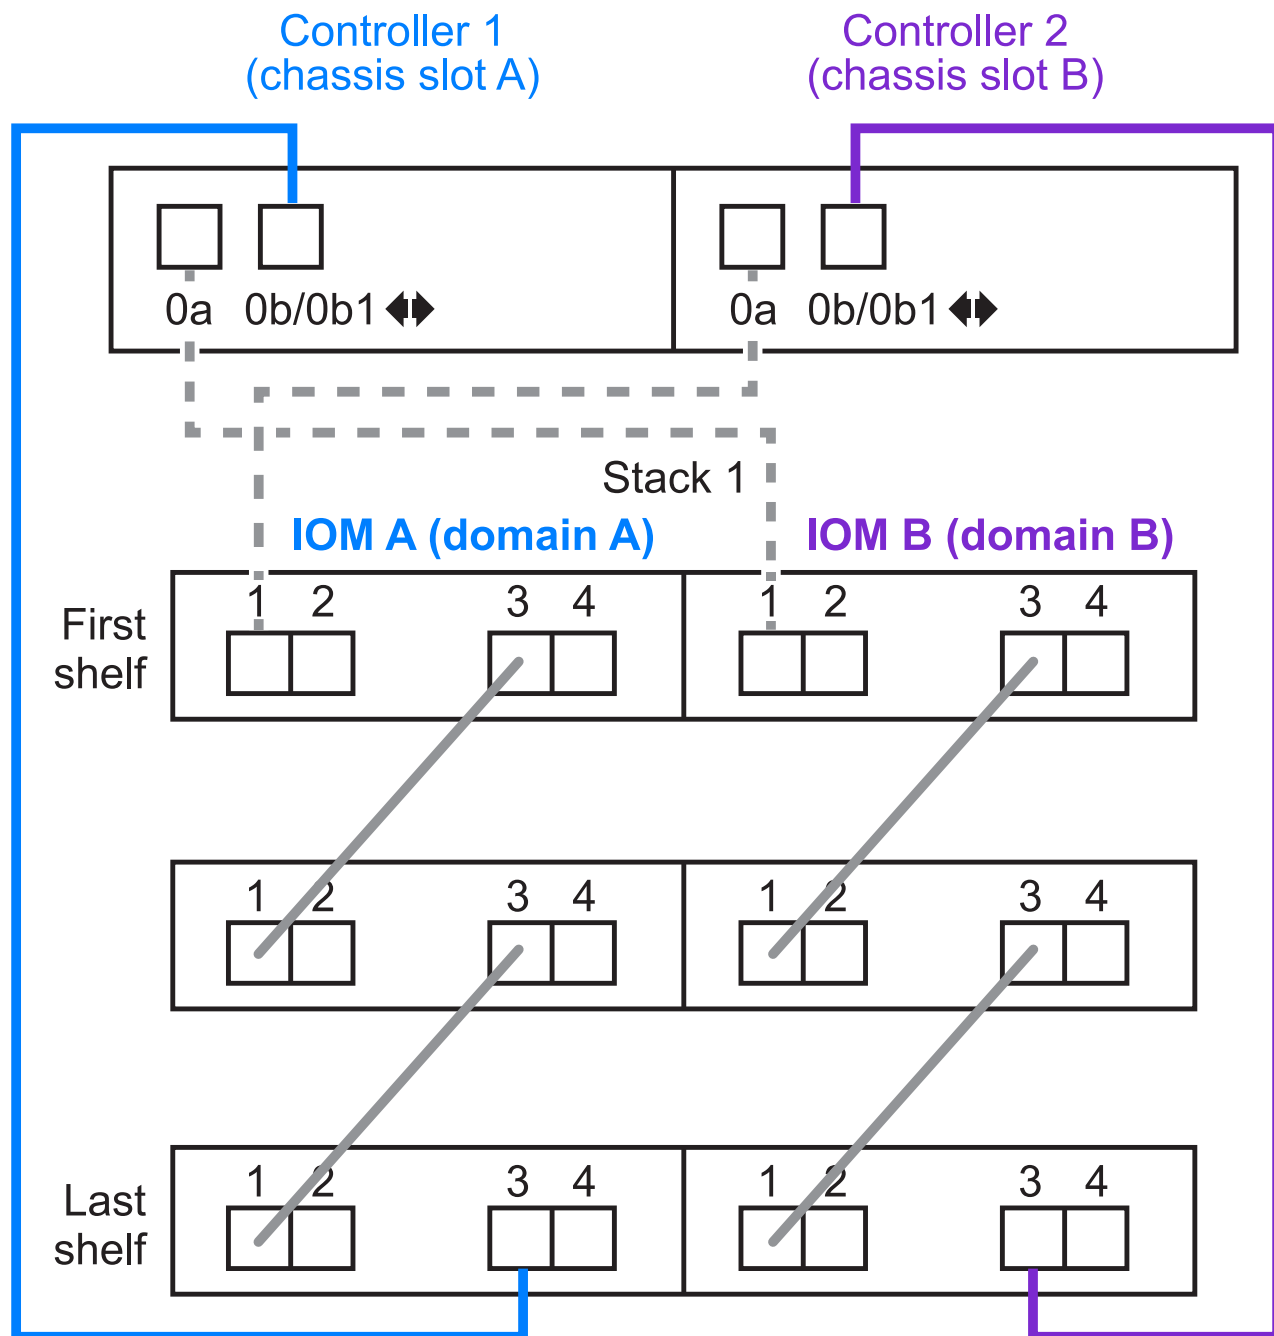 Controller 1
(chassis slot A)
Controller 2
(chassis slot B)
0a 0b/0b1
0a 0b/0b1
Stack 1
IOM A (domain A)
IOM B (domain B)
First
shelf
1 2 3 4
1 2 3 4
1 2 3 4
1 2 3 4
Last
shelf
1 2 3 4
1 2 3 4